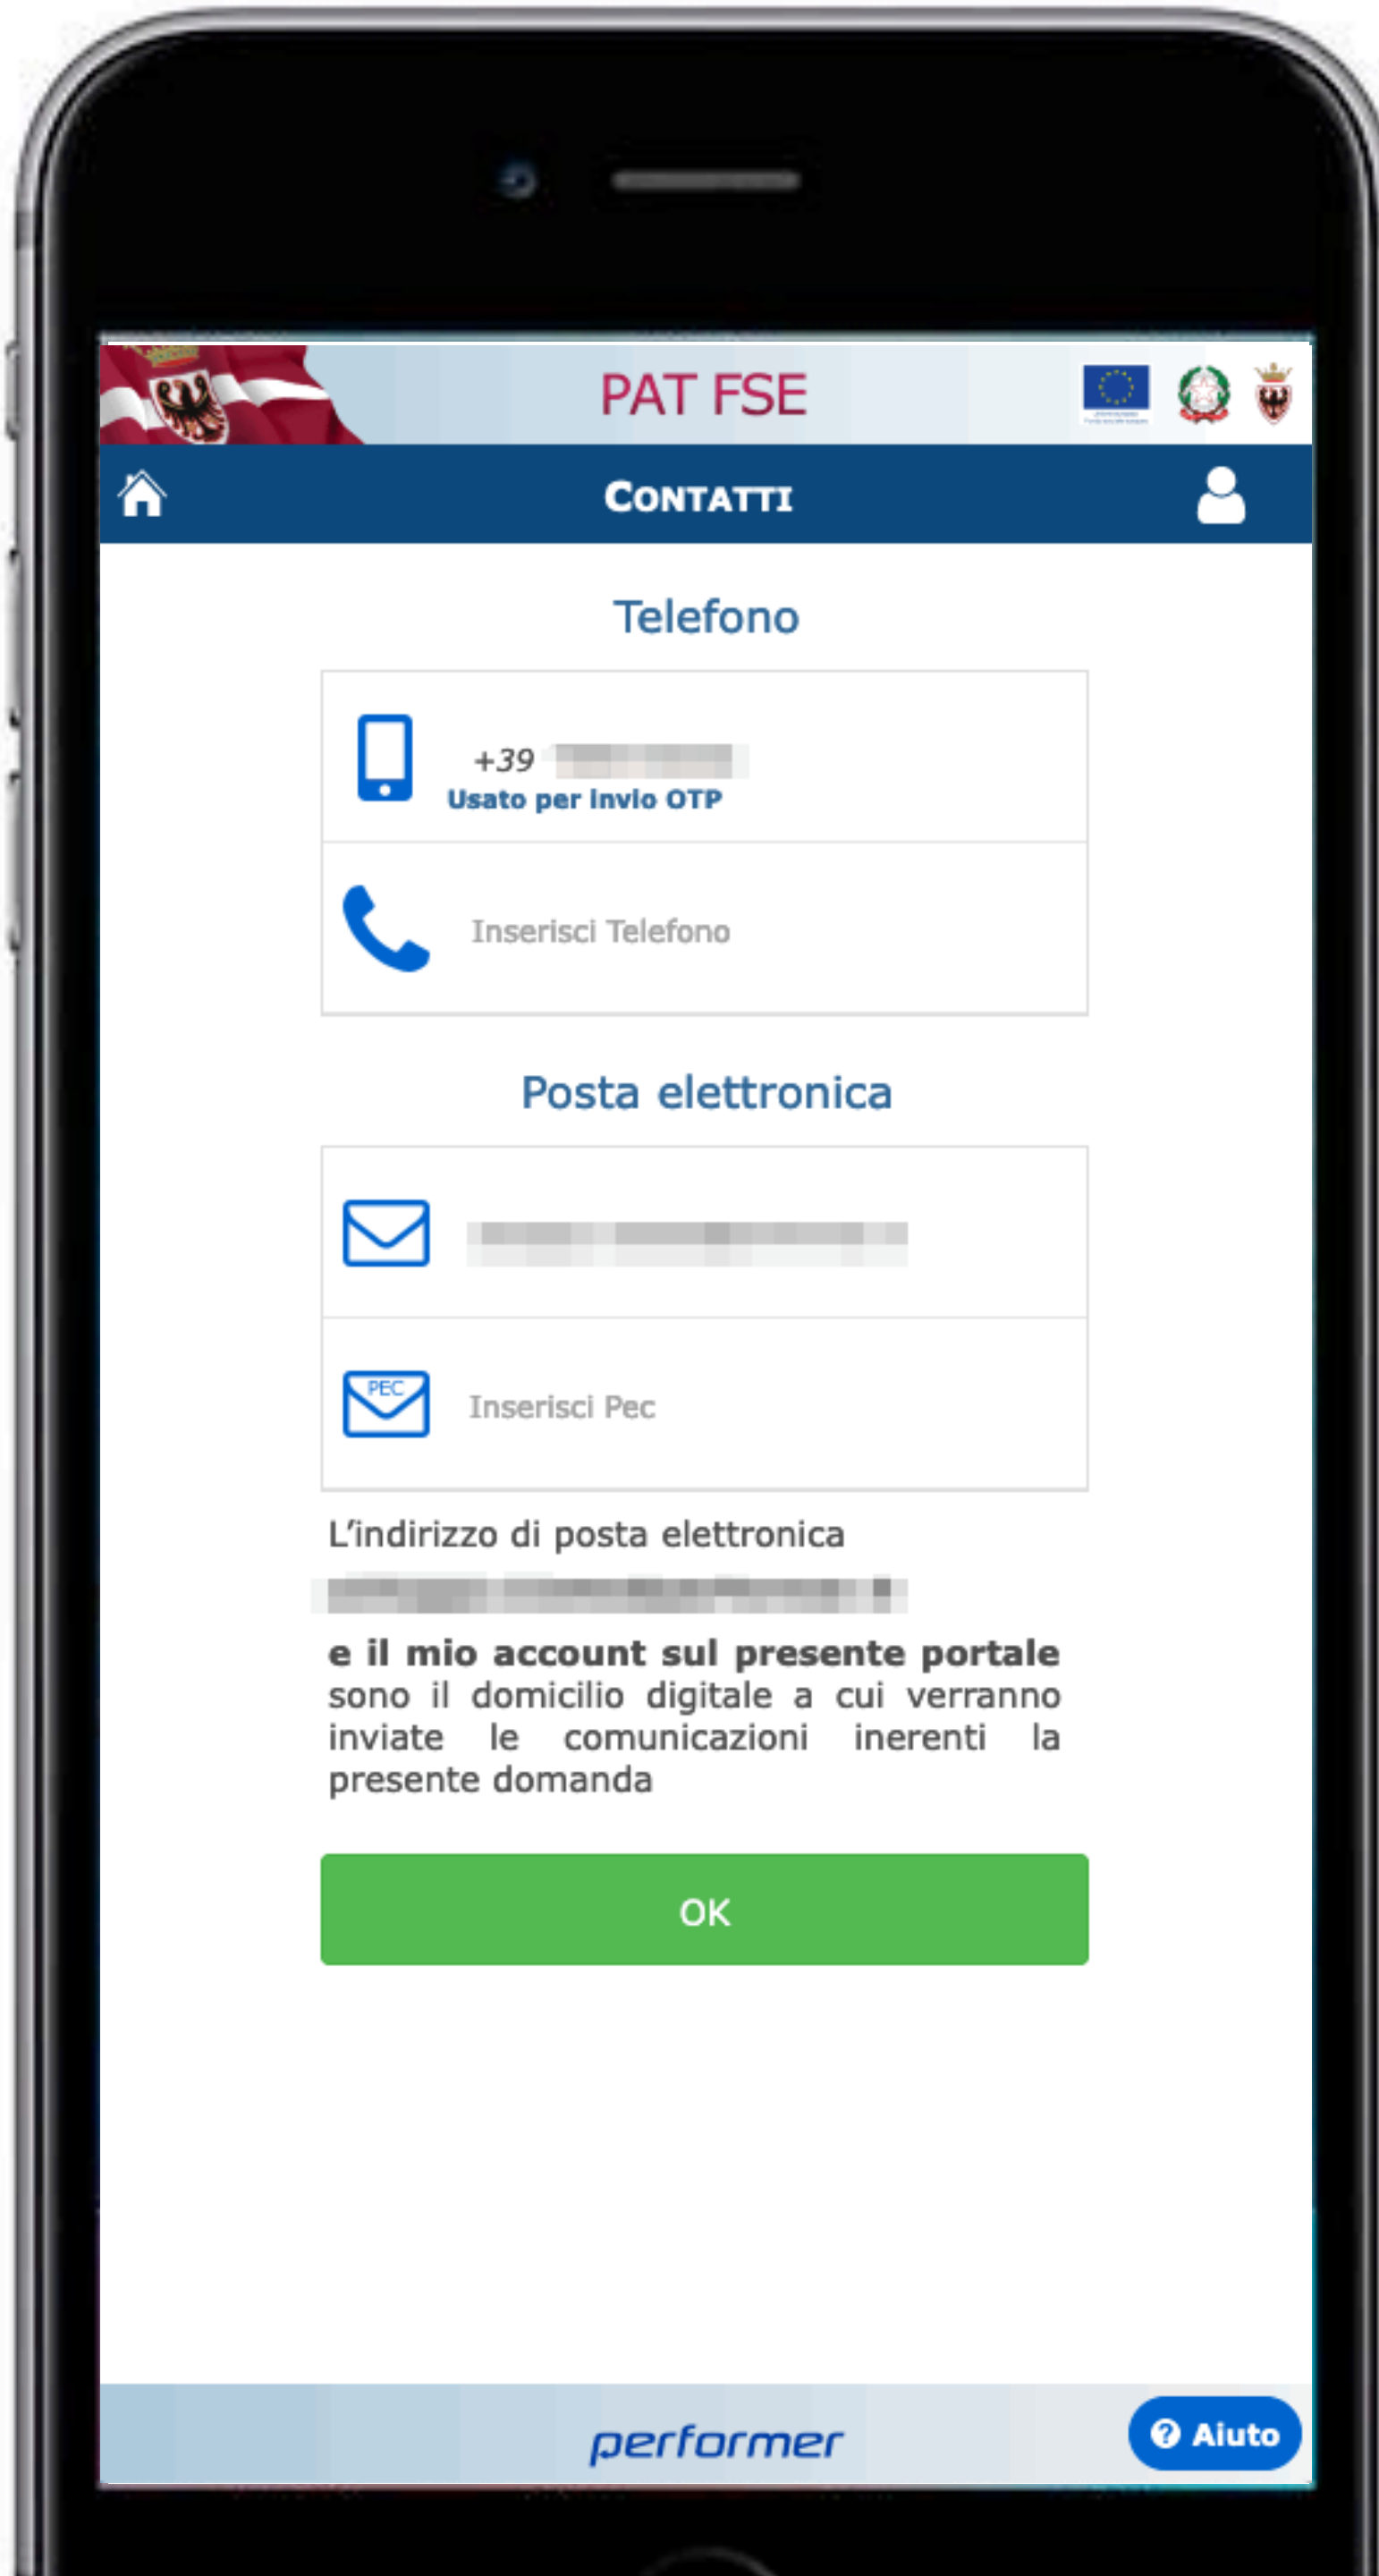 PAT FSE
CONTATTI
Telefono
+39
Usato per invio OTP
Inserisci Telefono
Posta elettronica
PEC
Inserisci Pec
L'indirizzo di posta elettronica
e il mio account sul presente portale
sono il domicilio digitale a cui verranno
inviate le comunicazioni inerenti la
presente domanda
OK
performer
? Aiuto